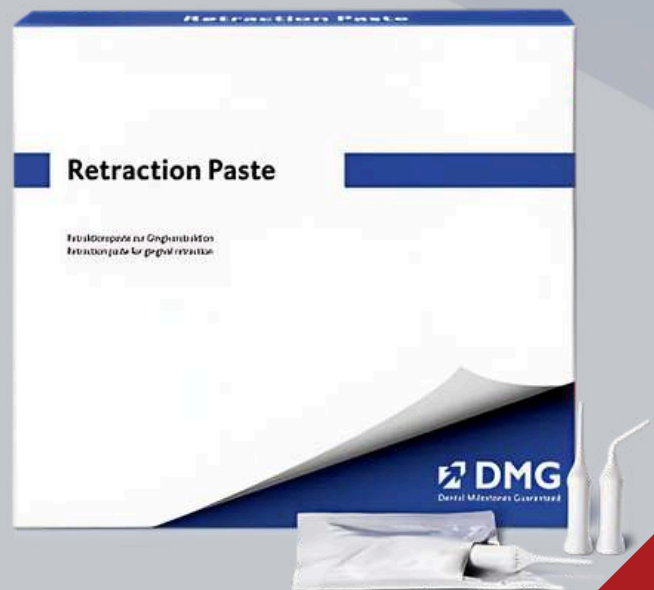 Retraction Paste
Retraction Paste
Retraktionspaste zur Gingivaretraktion
Retraction paste for gingival retraction
DMG
Dental Milestones Guaranteed